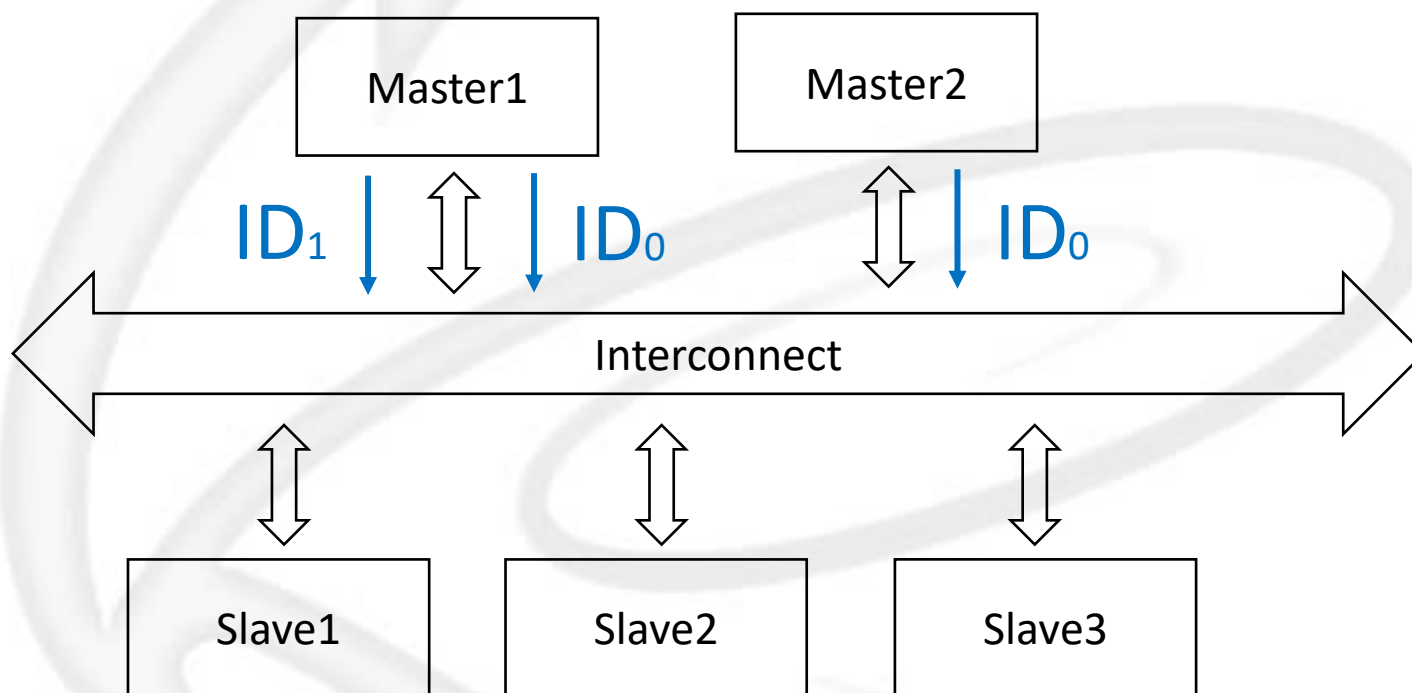 Master1
Master2
ID1
ID0
ID0
Interconnect
Slave1
Slave2
Slave3